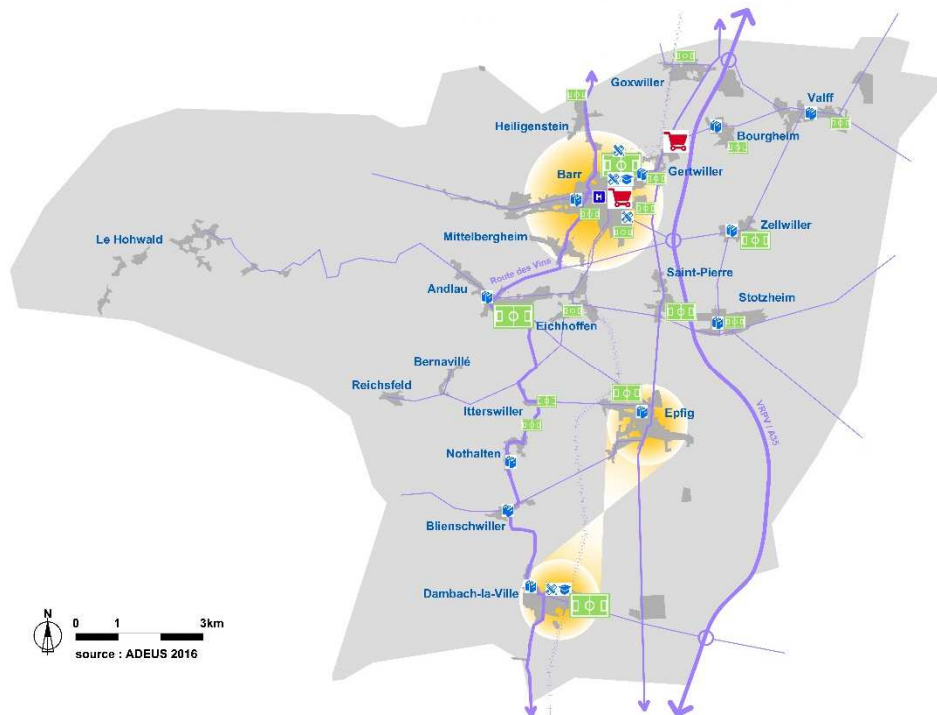 Goxwiller
Valff
Heiligenstein
Bourgheim
Barr
Gertwiller
H
Le Hohwald
Mittelbergheim
Zellwiller
Route des Vins
Saint-Pierre
Andlau
Stotzheim
Eichhoffen
Bernavillé
Reichsfeld
Itterswiller
Epfig
VRPV / A35
Nothalten
Blienschwiller
Dambach-la-Ville
N
0 1 3km
source : ADEUS 2016